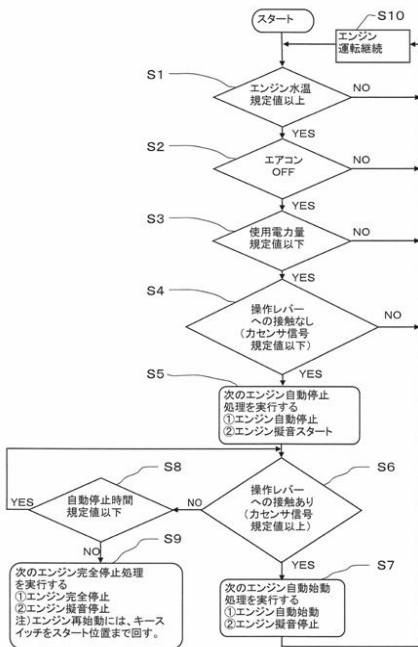 スタート
S10
エンジン
運転継続
S1
エンジン水温
規定値以上
NO
YES
S2
エアコン
OFF
NO
YES
S3
使用電力量
規定値以下
NO
YES
S4
操作レバー
への接触なし
(力センサ信号
規定値以下)
NO
YES
S5
次のエンジン自動停止
処理を実行する
①エンジン自動停止
②エンジン擬音スタート
S6
操作レバー
への接触あり
(力センサ信号
規定値以上)
NO
YES
S8
自動停止時間
規定値以下
YES
NO
S9
次のエンジン完全停止処理
を実行する
①エンジン完全停止
②エンジン擬音停止
注)エンジン再始動には、キース
イッチをスタート位置まで回す。
S7
次のエンジン自動始動
処理を実行する
①エンジン自動始動
②エンジン擬音停止